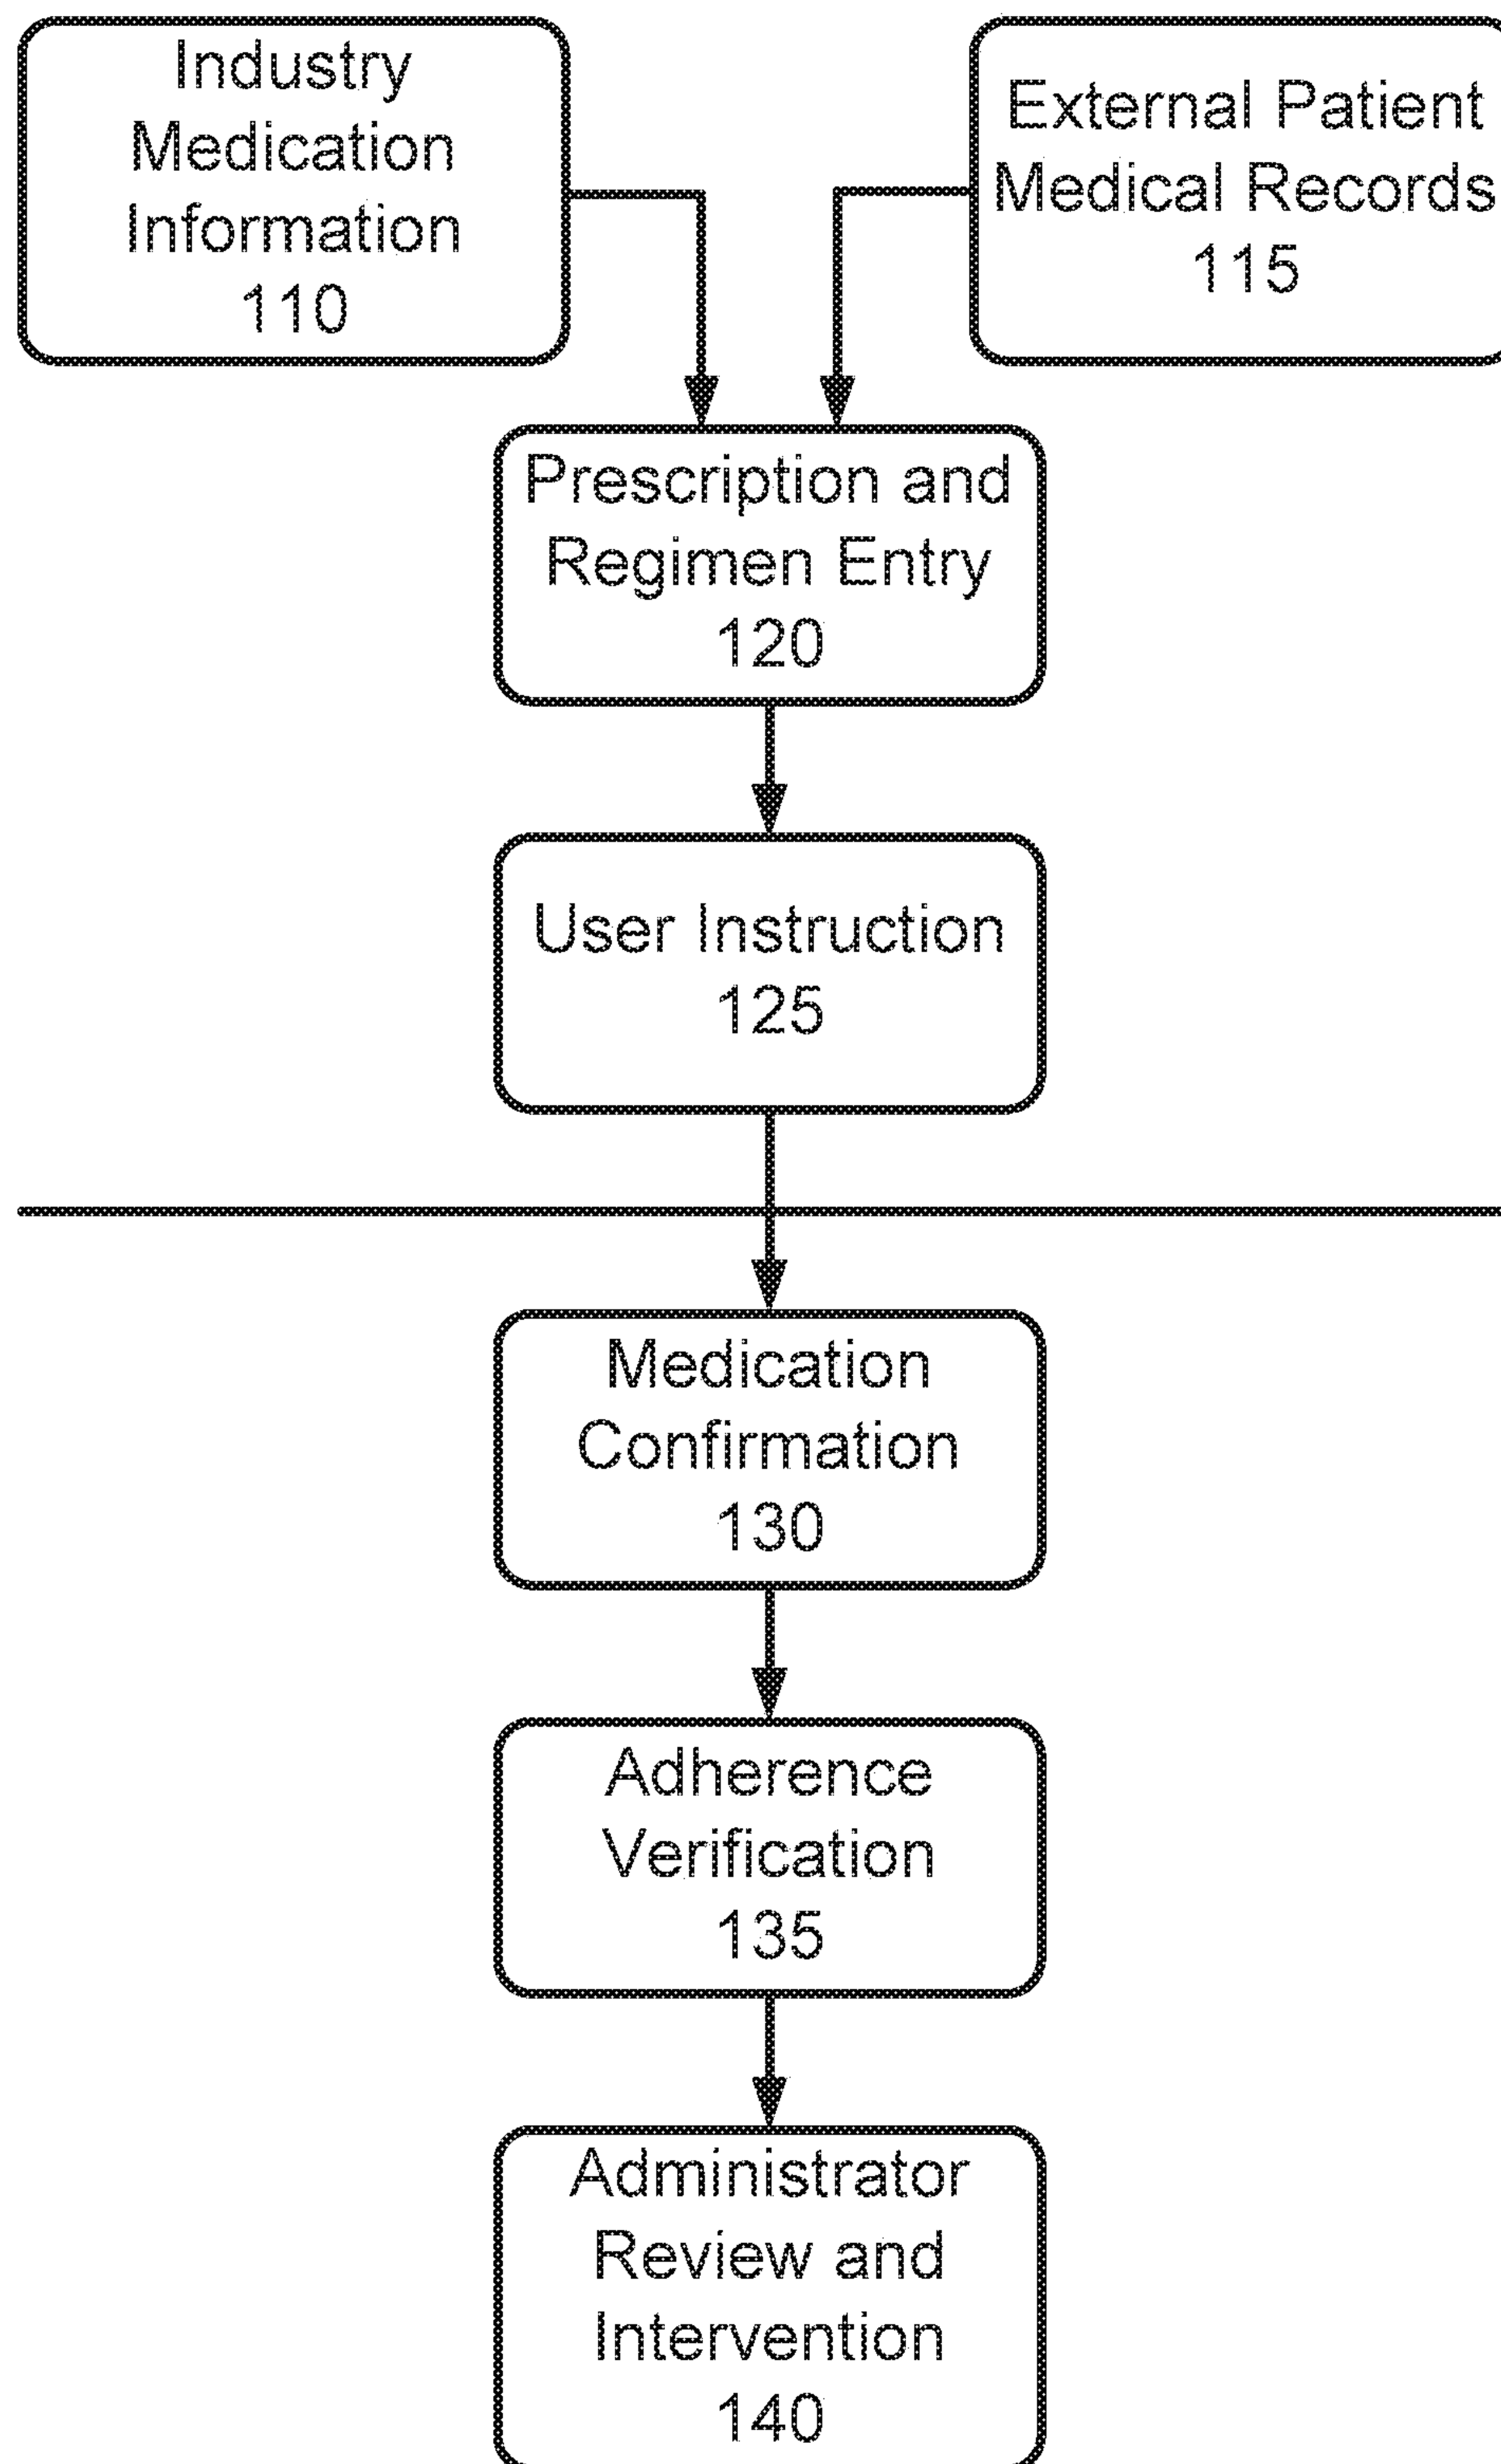 Industry
Medication
Information
110
External Patient
Medical Records
115
Prescription and
Regimen Entry
120
User Instruction
125
Medication
Confirmation
130
Adherence
Verification
135
Administrator
Review and
Intervention
140